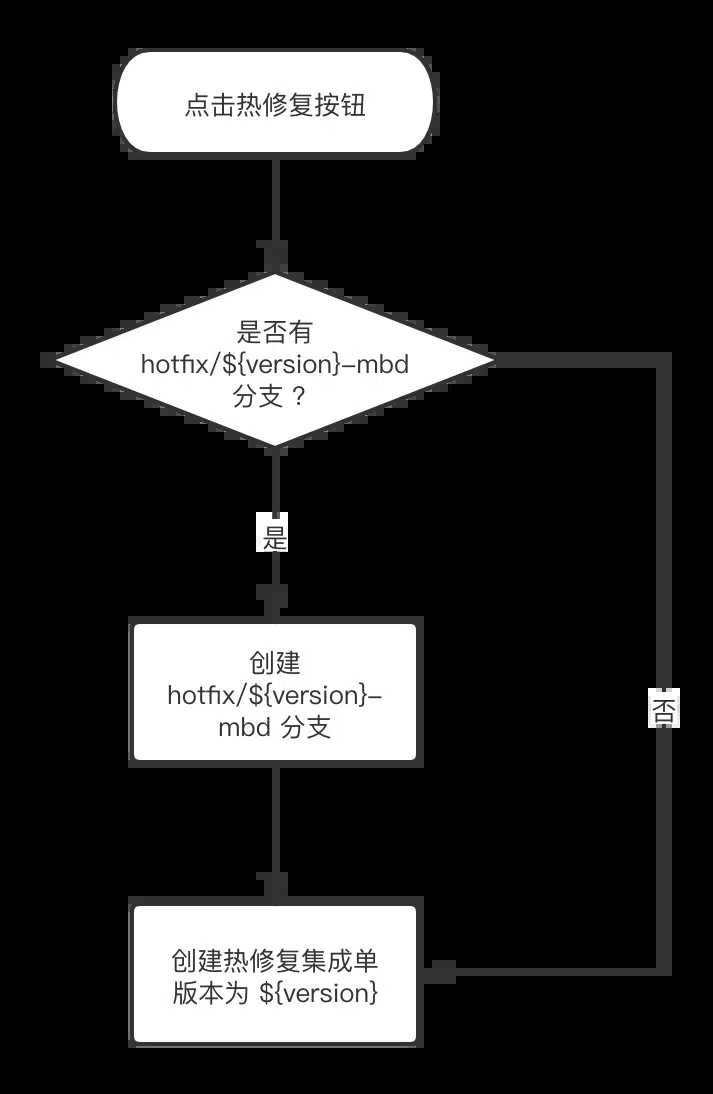 点击热修复按钮
是否有
hotfix/${version}-mbd
分支？
是
创建
hotfix/${version}-
mbd 分支
否
创建热修复集成单
版本为 ${version}